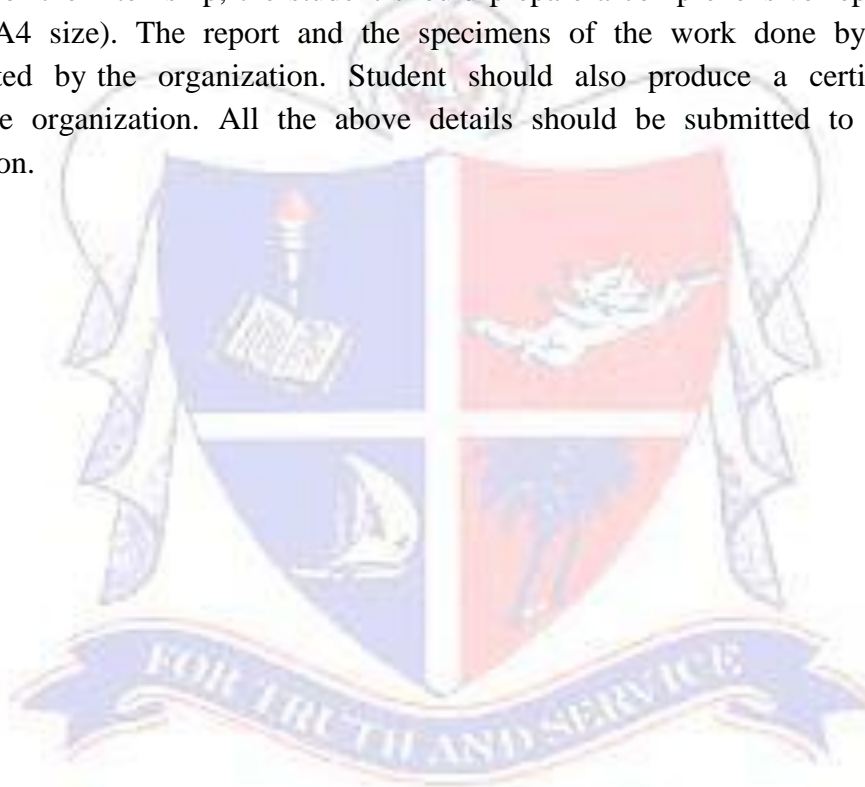 A4 size). The report and the specimens of the work done by
ted by the organization. Student should also produce a certi
e organization. All the above details should be submitted to
on.
FOR TRUTH AND SERVICE